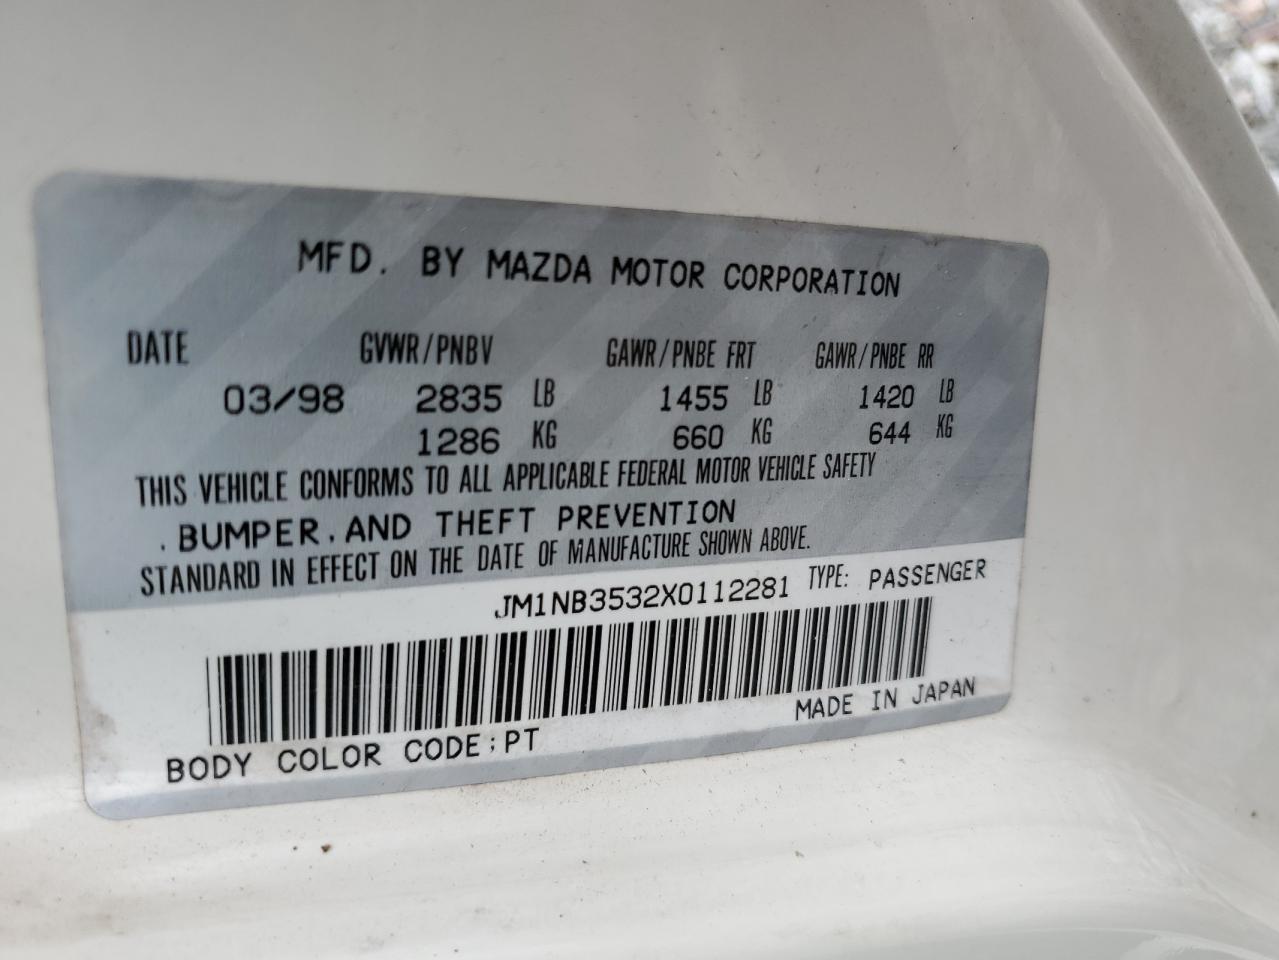 MFD. BY MAZDA MOTOR CORPORATION
DATE GVWR/PNBV GAWR/PNBE FRT GAWR/PNBE RR
03/98 2835 LB 1455 LB 1420 LB
1286 KG 660 KG 644 KG
THIS VEHICLE CONFORMS TO ALL APPLICABLE FEDERAL MOTOR VEHICLE SAFETY
. BUMPER, AND THEFT PREVENTION
STANDARD IN EFFECT ON THE DATE OF MANUFACTURE SHOWN ABOVE.
JM1NB3532X0112281 TYPE: PASSENGER
MADE IN JAPAN
BODY COLOR CODE;PT